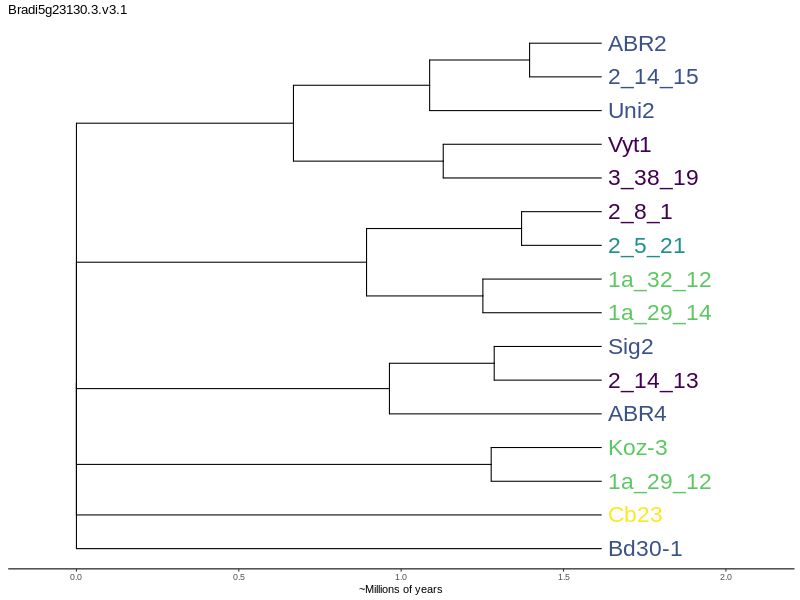 Bradi5g23130.3.v3.1
ABR2
2_14_15
Uni2
Vyt1
3_38_19
2_8_1
2_5_21
1a_32_12
1a_29_14
Sig2
2_14_13
ABR4
Koz-3
1a_29_12
Cb23
Bd30-1
0.0 0.5 1.0 1.5 2.0
~Millions of years